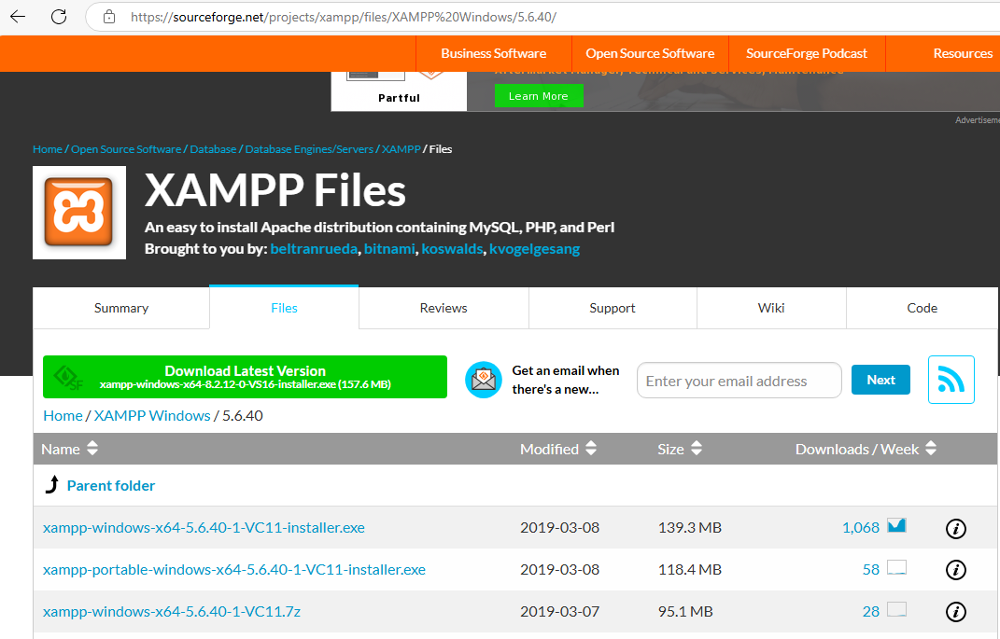 https://sourceforge.net/projects/xampp/files/XAMPP%20Windows/5.6.40/
Business Software
Open Source Software
SourceForge Podcast
Resources
Partful
Learn More
Advertiseme
Home / Open Source Software / Database / Database Engines/Servers / XAMPP / Files
XAMPP Files
An easy to install Apache distribution containing MySQL, PHP, and Perl
Brought to you by: beltranrueda, bitnami, koswalds, kvogelgesang
Summary
Files
Reviews
Support
Wiki
Code
Download Latest Version
xampp-windows-x64-8.2.12-0-VS16-installer.exe (157.6 MB)
SF
Get an email when
there's a new...
Enter your email address
Next
Home / XAMPP Windows / 5.6.40
Name Modified Size Downloads / Week
Parent folder
xampp-windows-x64-5.6.40-1-VC11-installer.exe 2019-03-08 139.3 MB 1,068
xampp-portable-windows-x64-5.6.40-1-VC11-installer.exe 2019-03-08 118.4 MB 58
xampp-windows-x64-5.6.40-1-VC11.7z 2019-03-07 95.1 MB 28